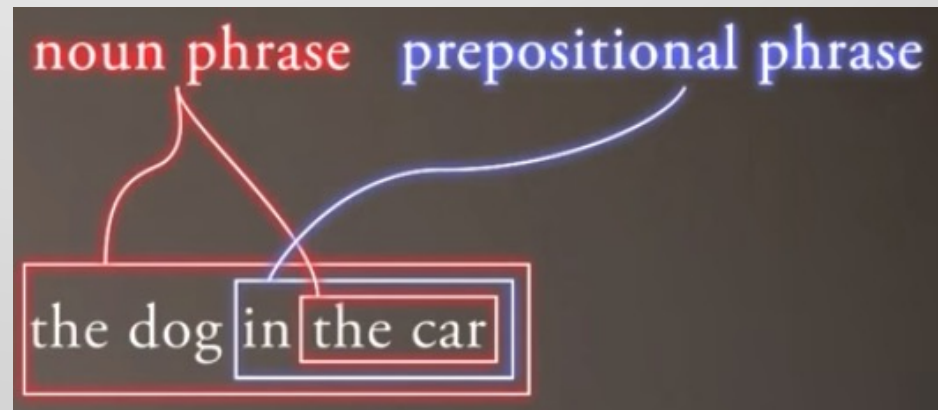 noun phrase prepositional phrase
the dog in the car